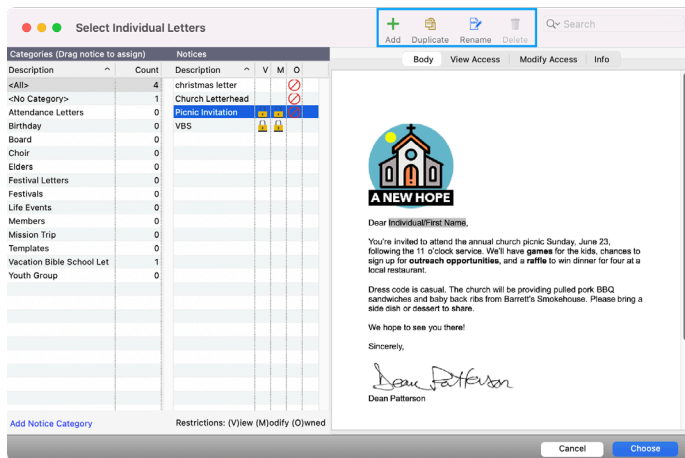 Select Individual Letters
Add Duplicate Rename Delete
Search
Categories (Drag notice to assign) Notices
Description Count Description V M O
<All> 4 christmas letter
<No Category> 1 Church Letterhead
Attendance Letters 0 Picnic Invitation
Birthday 0 VBS
Board 0
Choir 0
Elders 0
Festival Letters 0
Festivals 0
Life Events 0
Members 0
Mission Trip 0
Templates 0
Vacation Bible School Let 1
Youth Group 0
Add Notice Category
Restrictions: (V)iew (M)odify (O)wned
Body View Access Modify Access Info
A NEW HOPE
Dear Individual/First Name,
You're invited to attend the annual church picnic Sunday, June 23,
following the 11 o'clock service. We'll have games for the kids, chances to
sign up for outreach opportunities, and a raffle to win dinner for four at a
local restaurant.
Dress code is casual. The church will be providing pulled pork BBQ
sandwiches and baby back ribs from Barrett's Smokehouse. Please bring a
side dish or dessert to share.
We hope to see you there!
Sincerely,
Dean Patterson
Dean Patterson
Cancel Choose